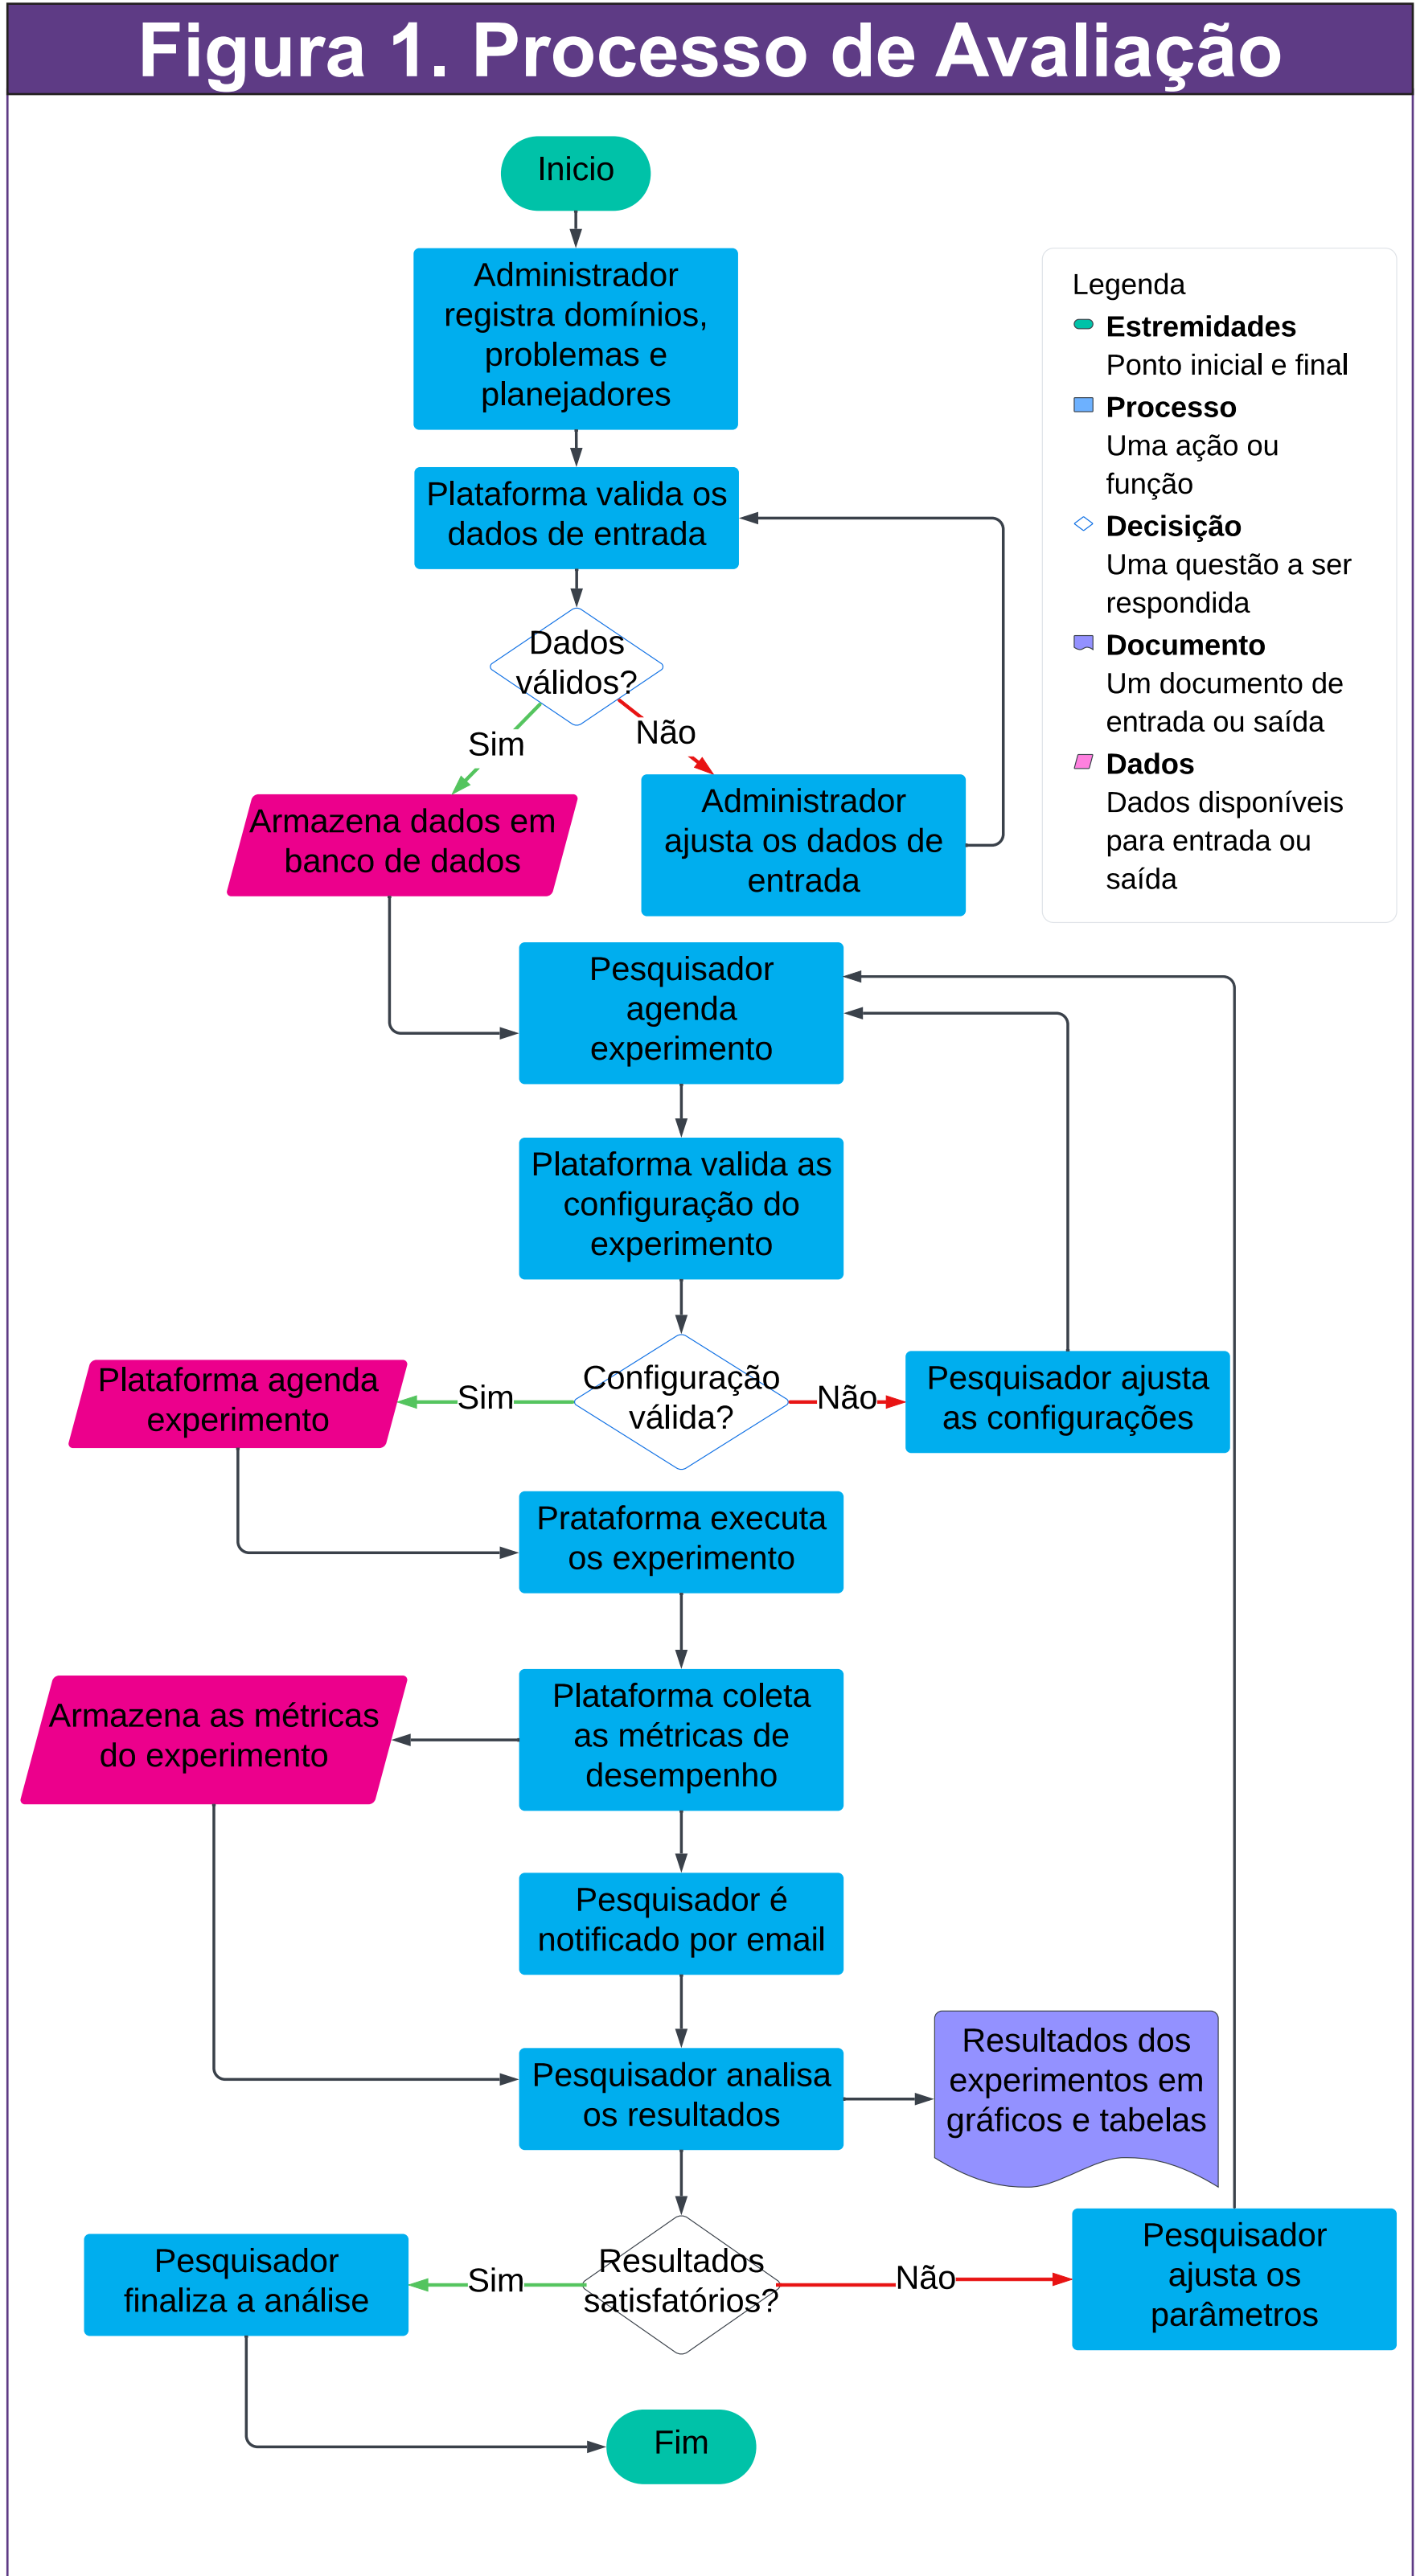 Figura 1. Processo de Avaliação
Inicio
Administrador
registra domínios,
problemas e
planejadores
Legenda
Estremidades
Ponto inicial e final
Processo
Uma ação ou
função
Decisição
Uma questão a ser
respondida
Documento
Um documento de
entrada ou saída
Dados
Dados disponíveis
para entrada ou
saída
Plataforma valida os
dados de entrada
Dados
válidos?
Sim
Não
Armazena dados em
banco de dados
Administrador
ajusta os dados de
entrada
Pesquisador
agenda
experimento
Plataforma valida as
configuração do
experimento
Configuração
válida?
Sim
Não
Plataforma agenda
experimento
Pesquisador ajusta
as configurações
Prataforma executa
os experimento
Plataforma coleta
as métricas de
desempenho
Armazena as métricas
do experimento
Pesquisador é
notificado por email
Pesquisador analisa
os resultados
Resultados dos
experimentos em
gráficos e tabelas
Resultados
satisfatórios?
Sim
Não
Pesquisador
finaliza a análise
Pesquisador
ajusta os
parâmetros
Fim